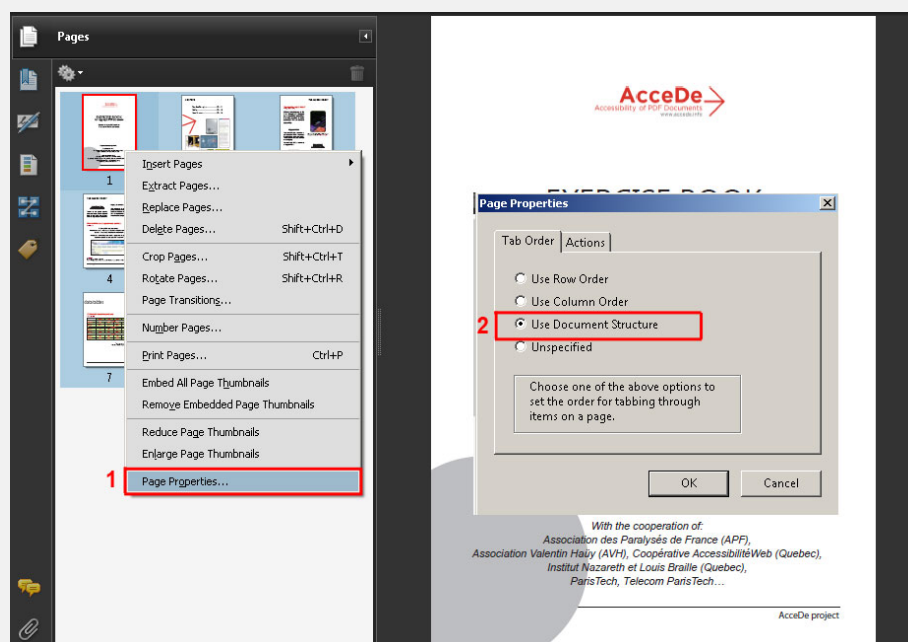 Pages
1
4
7
Insert Pages
Extract Pages...
Replace Pages...
Delete Pages... Shift+Ctrl+D
Crop Pages... Shift+Ctrl+T
Rotate Pages... Shift+Ctrl+R
Page Transitions...
Number Pages...
Print Pages... Ctrl+P
Embed All Page Thumbnails
Remove Embedded Page Thumbnails
Reduce Page Thumbnails
Enlarge Page Thumbnails
1 Page Properties...
AcceDe
Accessibility of PDF Documents
www.accede.info
EXERCISE BOOK
Page Properties
Tab Order Actions
Use Row Order
Use Column Order
2 Use Document Structure
Unspecified
Choose one of the above options to
set the order for tabbing through
items on a page.
OK Cancel
With the cooperation of:
Association des Paralysés de France (APF),
Association Valentin Haüy (AVH), Coopérative AccessibilitéWeb (Quebec),
Institut Nazareth et Louis Braille (Quebec),
ParisTech, Telecom ParisTech…
AcceDe project